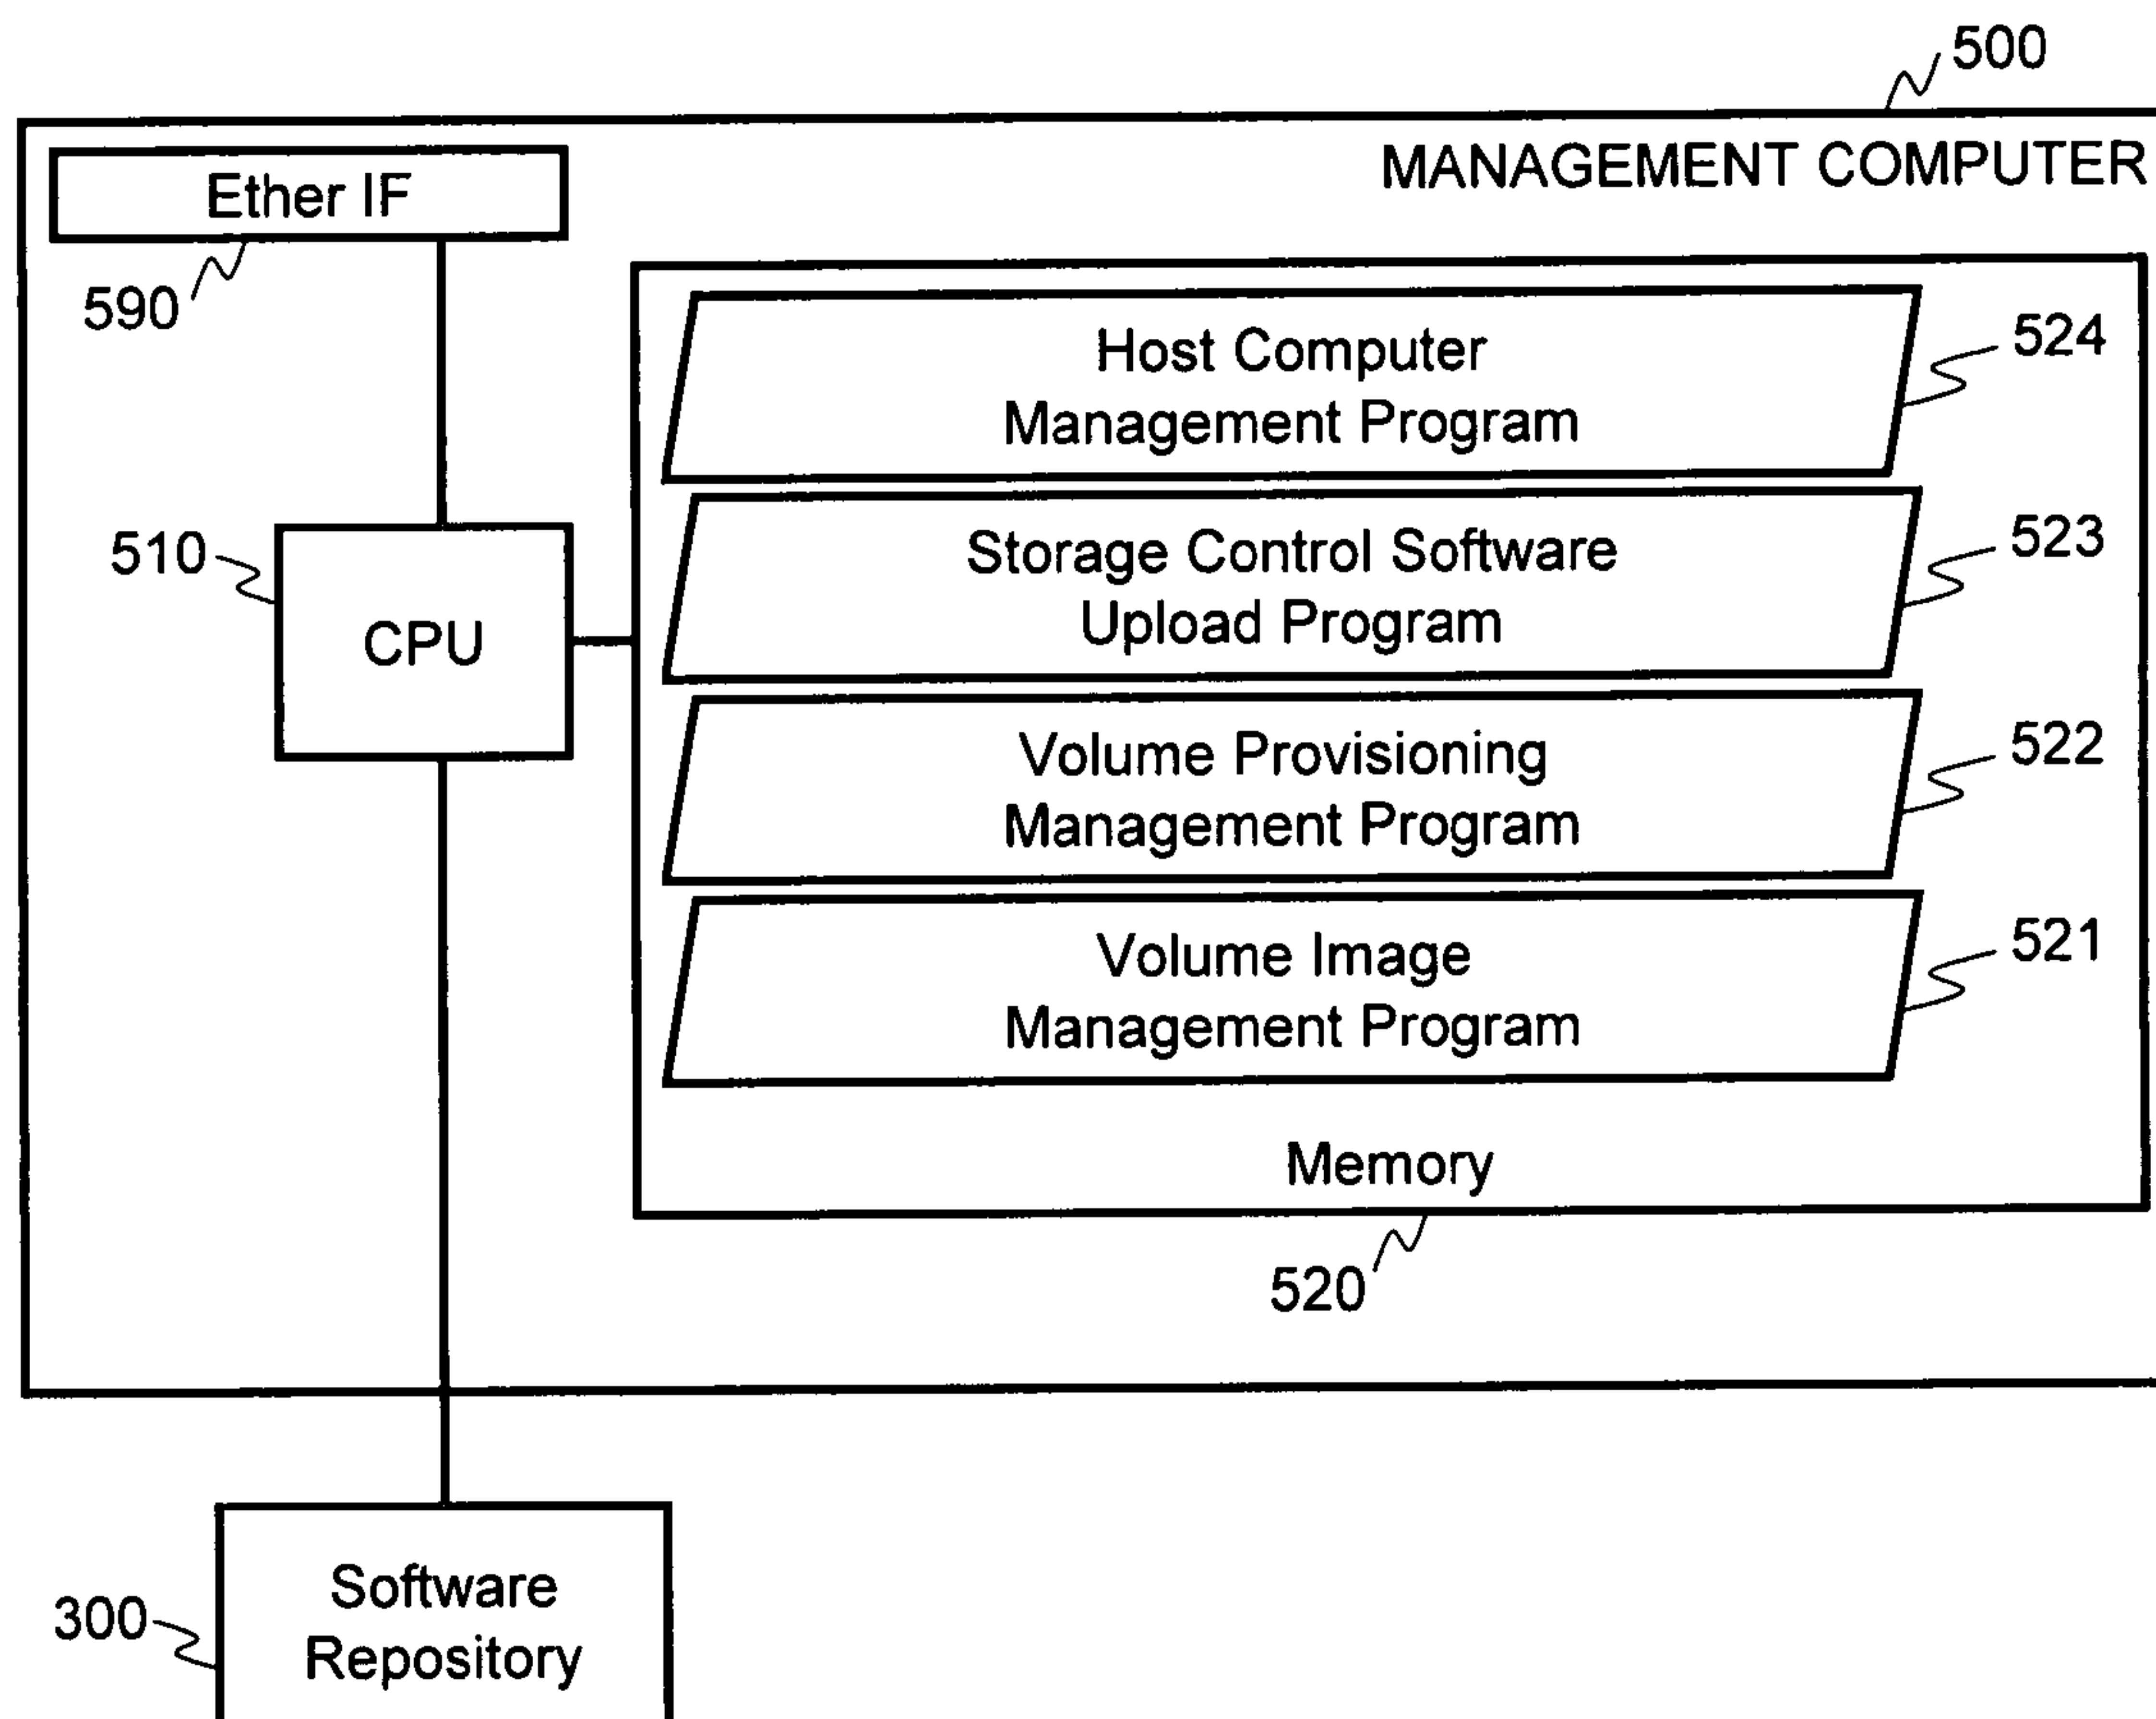 500
MANAGEMENT COMPUTER
Ether IF
590
Host Computer
Management Program
524
510
CPU
Storage Control Software
Upload Program
523
Volume Provisioning
Management Program
522
Volume Image
Management Program
521
Memory
520
300
Software
Repository